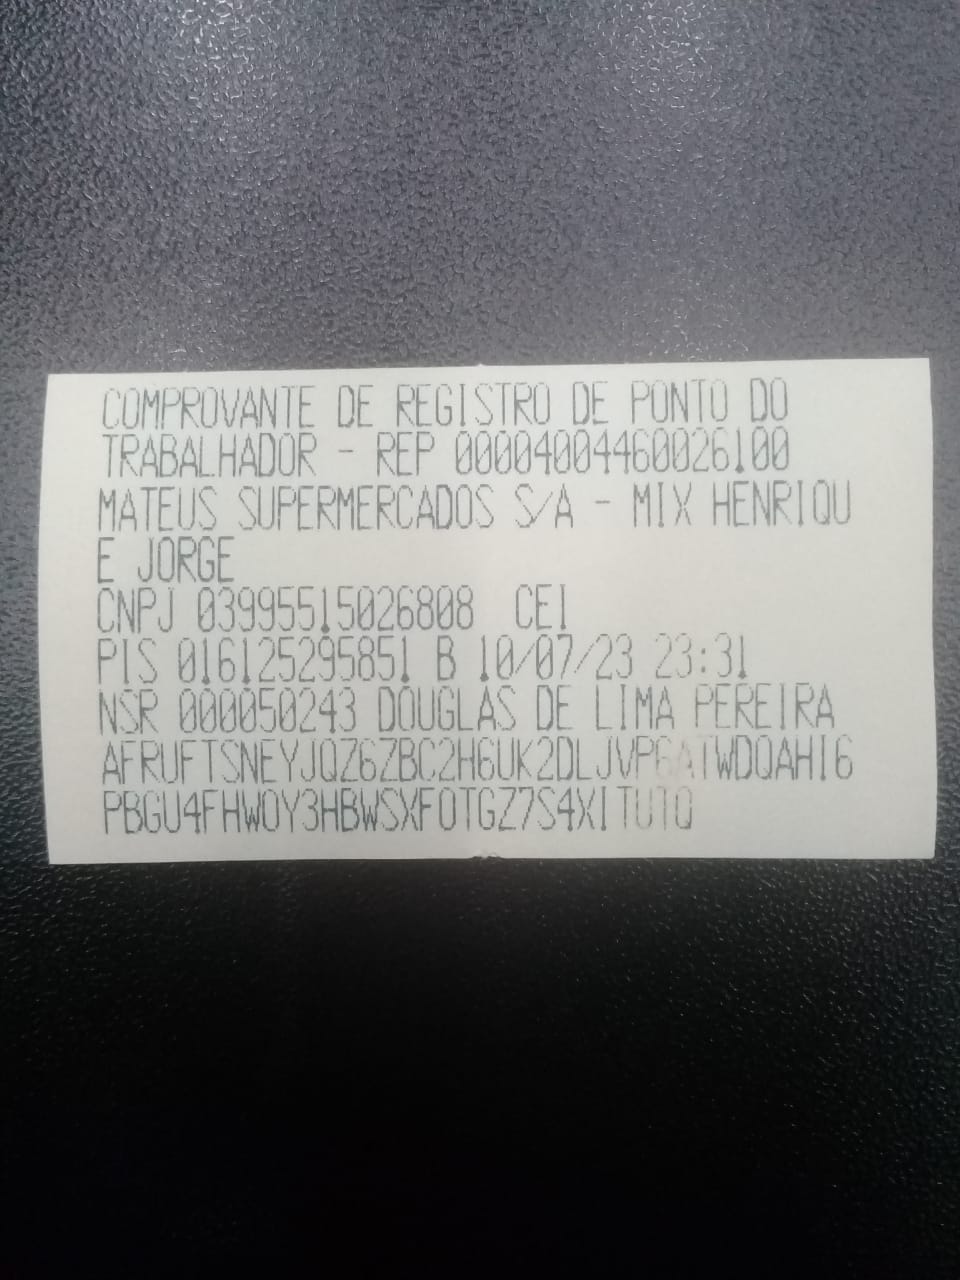 COMPROVANTE DE REGISTRO DE PONTO DO
TRABALHADOR - REP 00004004460026100
MATEUS SUPERMERCADOS S/A - MIX HENRIQU
E JORGE
CNPJ 03995515026808 CEI
PIS 016125295851 B 10/07/23 23:31
NSR 000050243 DOUGLAS DE LIMA PEREIRA
AFRUFTSNEYJQZ6ZBC2H6UK2DLJVP6ATWDQAHI6
PBGU4FHWOY3HBWSXFOTGZ7S4XITUTQ